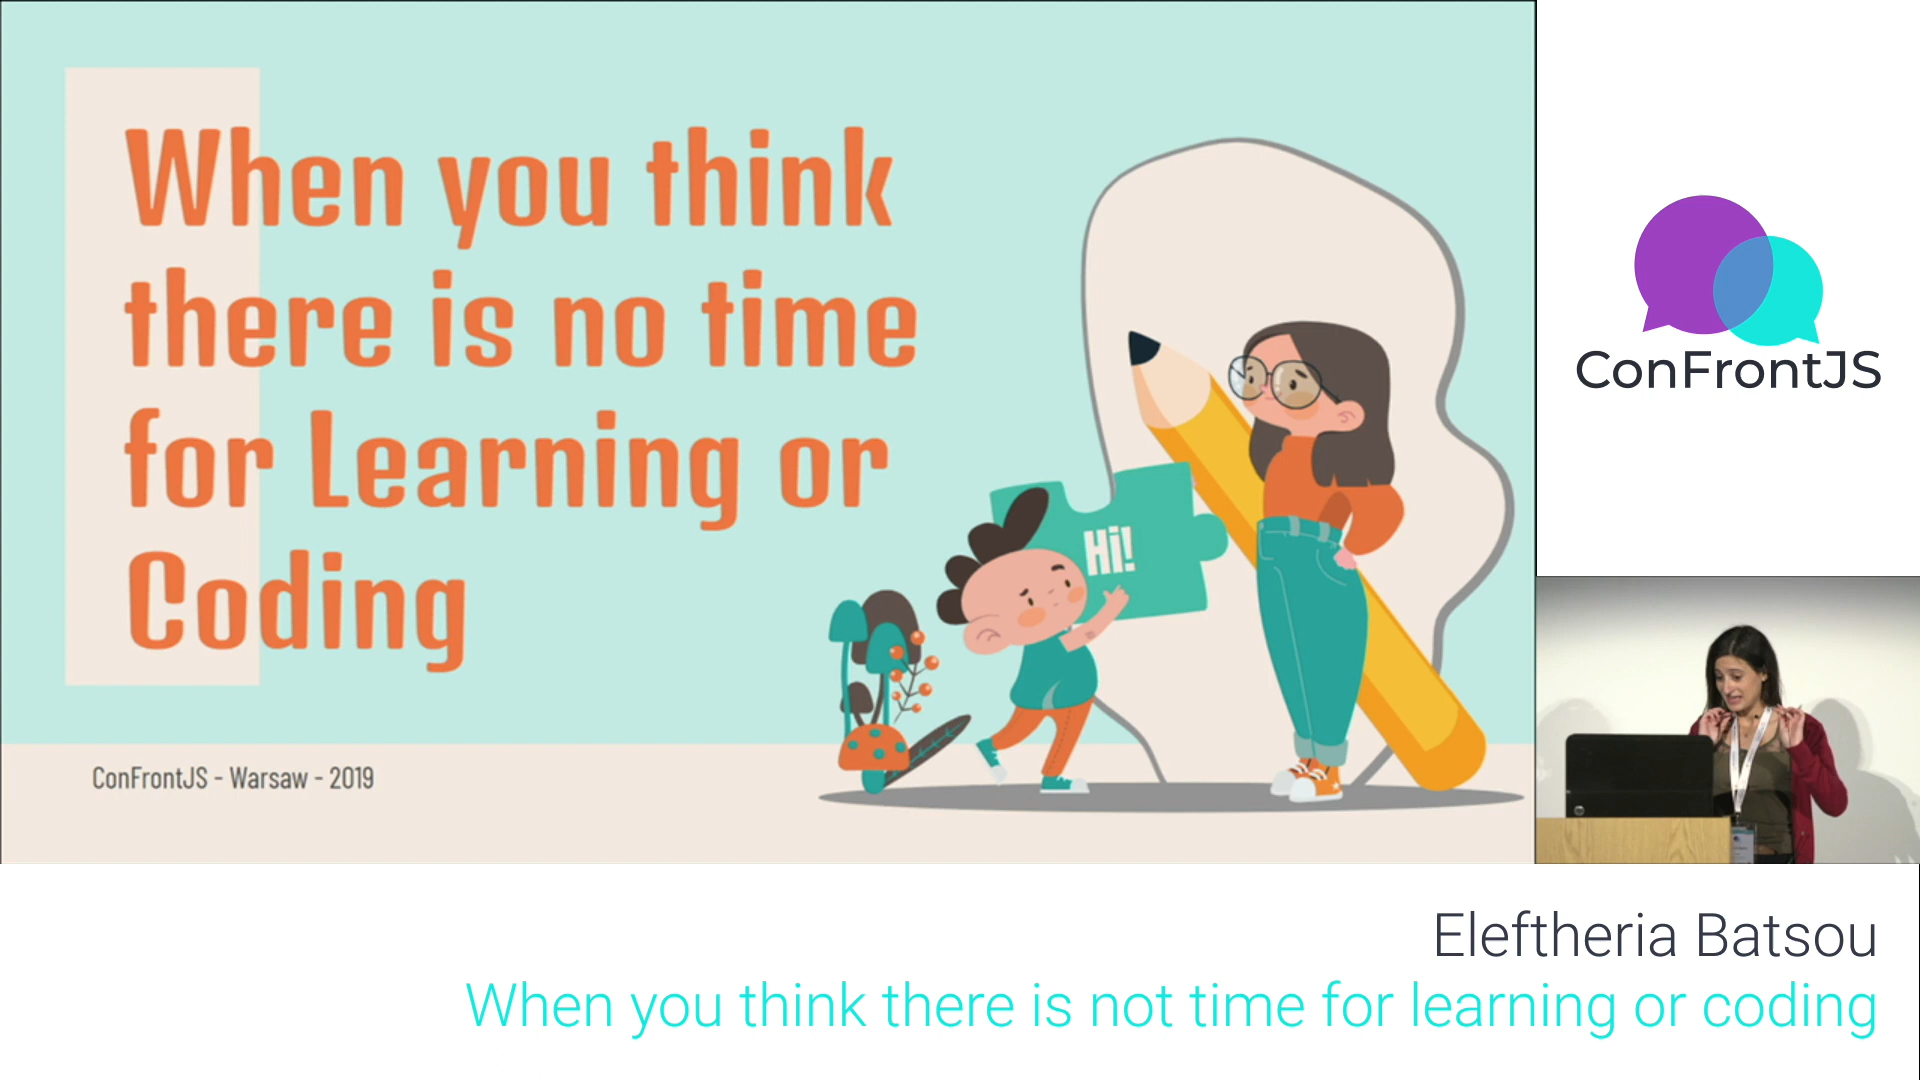 When you think
there is no time
for Learning or
Coding
Hi!
ConFrontJS - Warsaw - 2019
ConFrontJS
Eleftheria Batsou
When you think there is not time for learning or coding